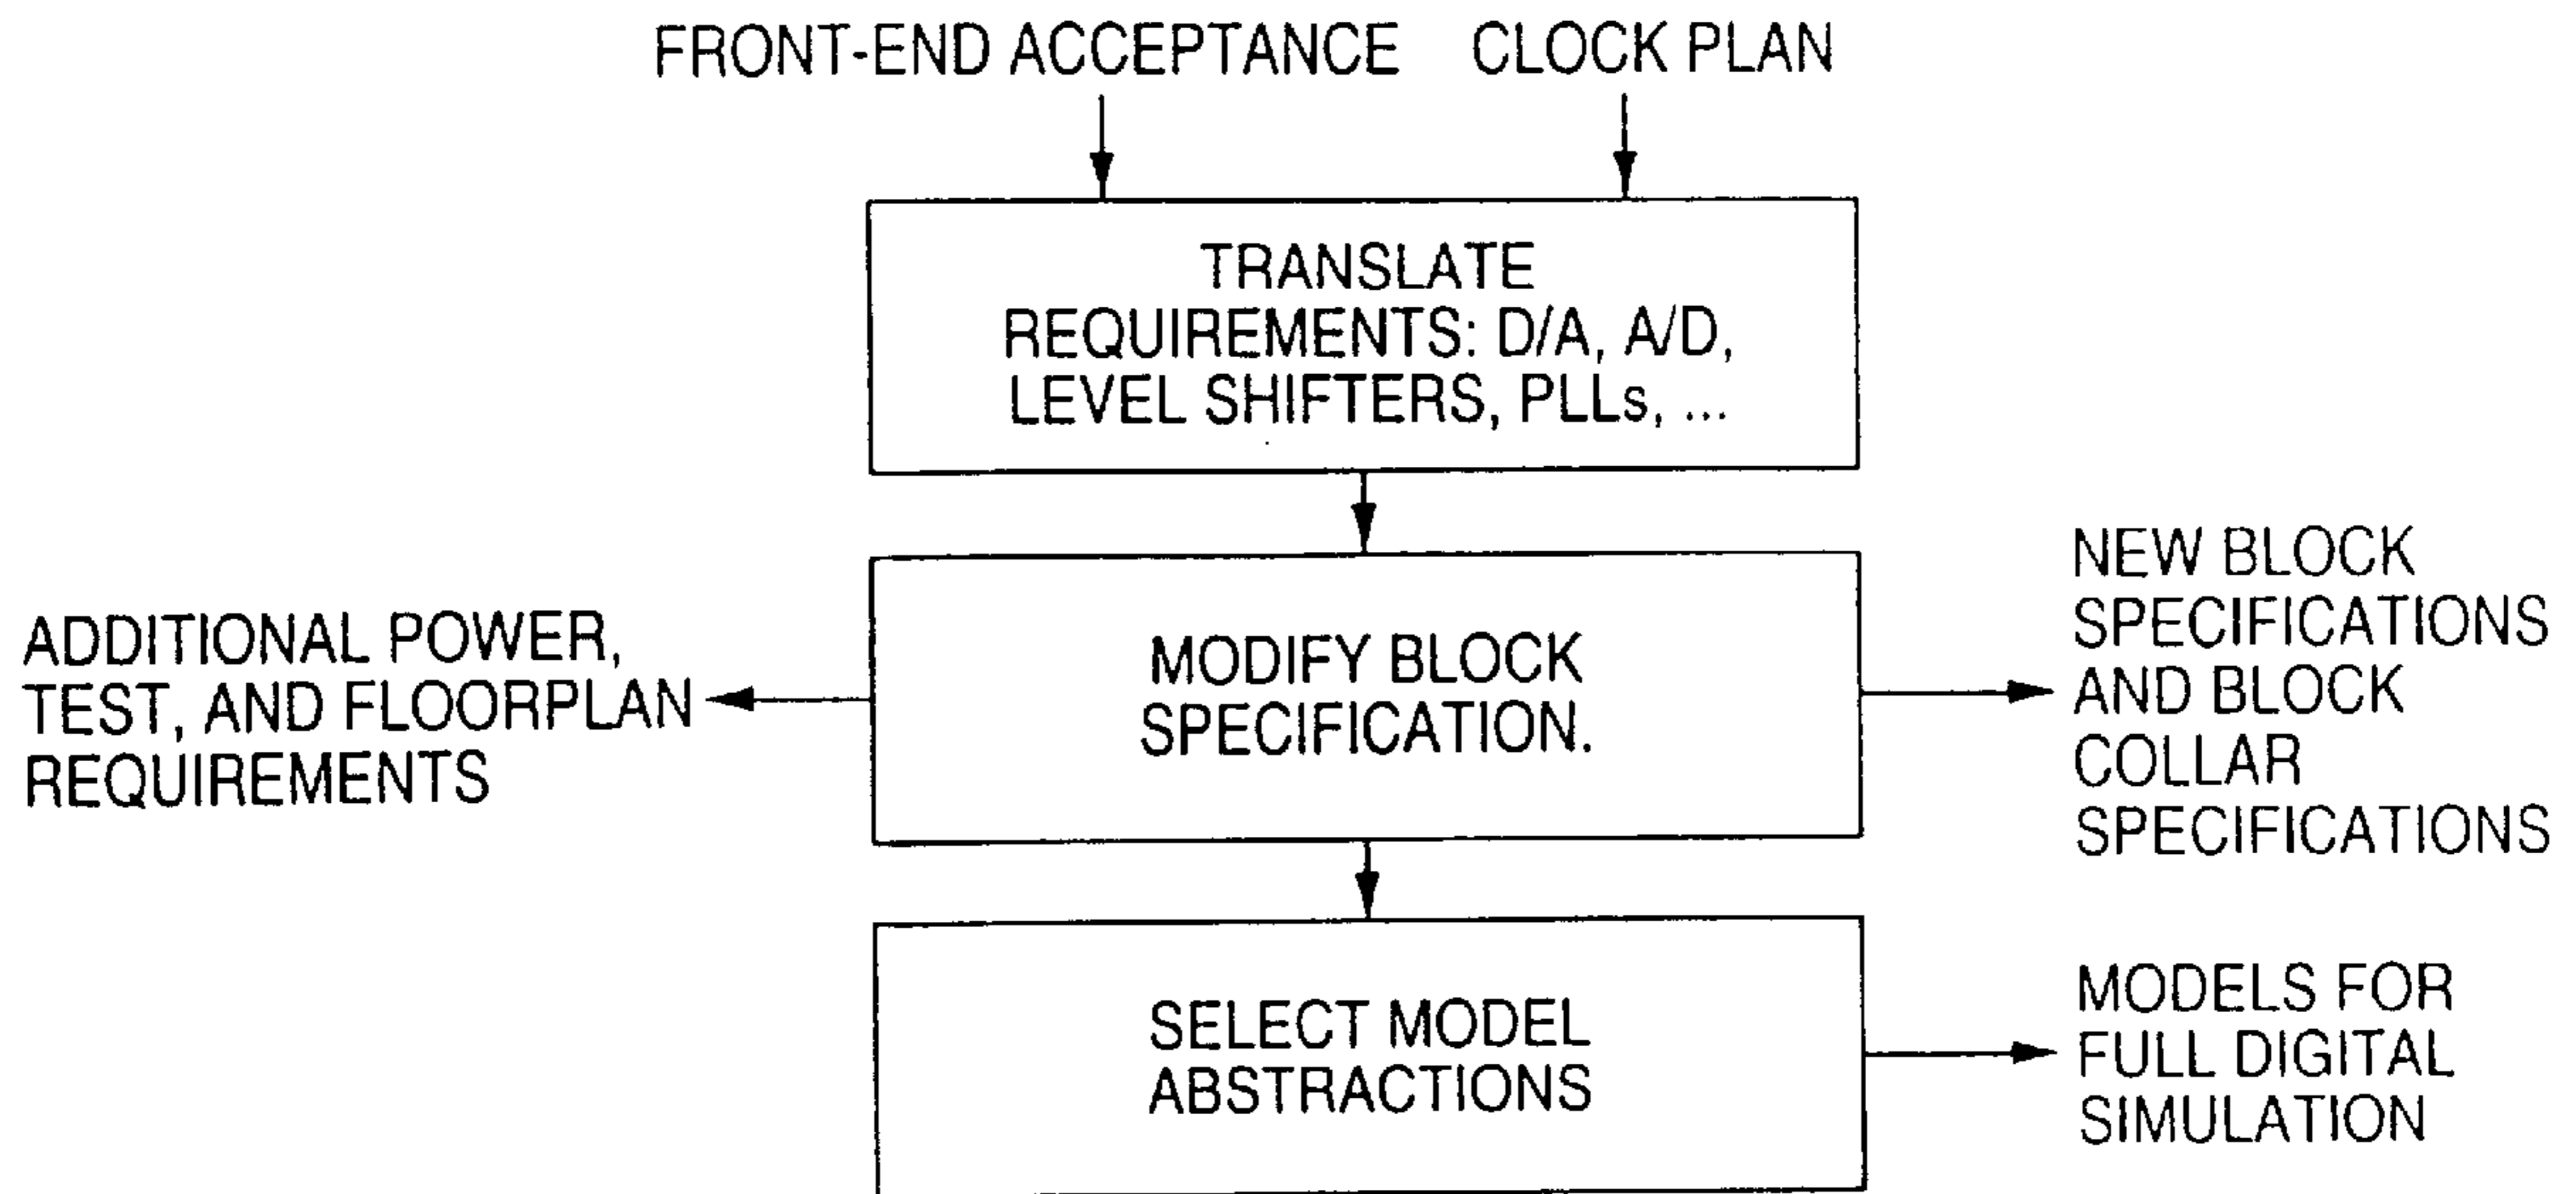 FRONT-END ACCEPTANCE CLOCK PLAN
TRANSLATE
REQUIREMENTS: D/A, A/D,
LEVEL SHIFTERS, PLLs, ...
ADDITIONAL POWER,
TEST, AND FLOORPLAN
REQUIREMENTS
MODIFY BLOCK
SPECIFICATION.
NEW BLOCK
SPECIFICATIONS
AND BLOCK
COLLAR
SPECIFICATIONS
SELECT MODEL
ABSTRACTIONS
MODELS FOR
FULL DIGITAL
SIMULATION